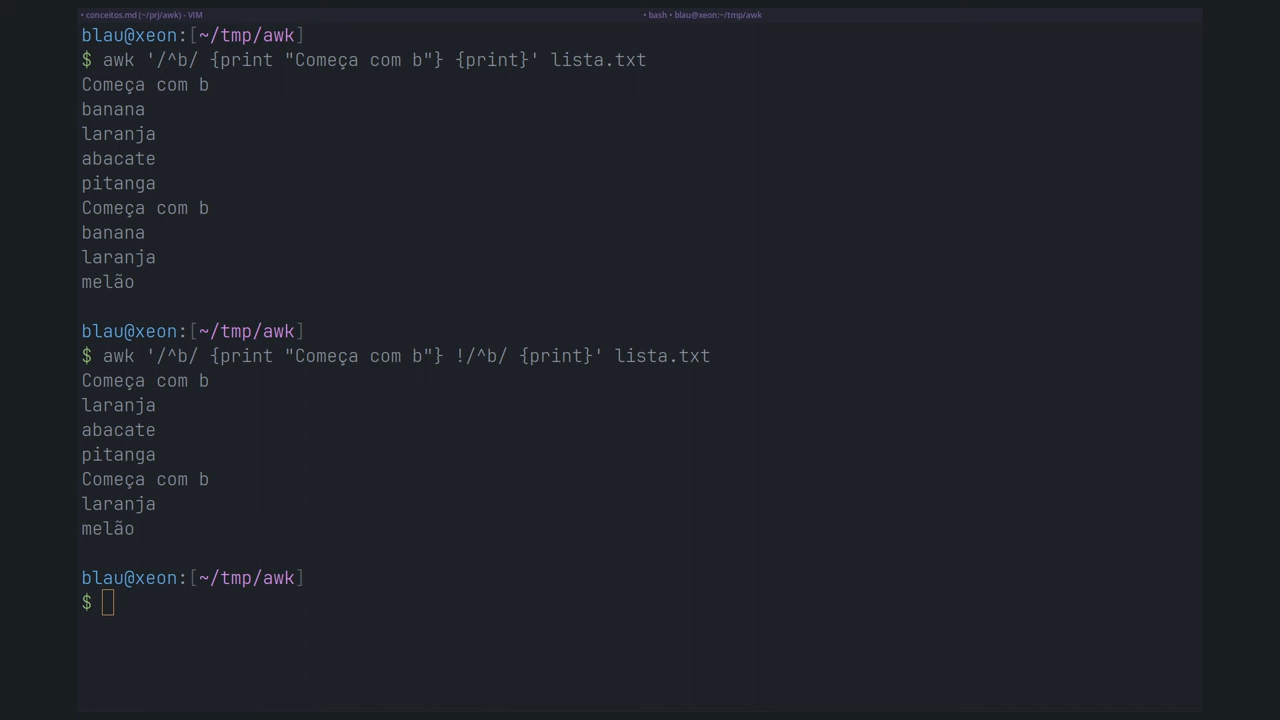 • conceitos.md (~/prj/awk) - VIM • bash • blau@xeon:~/tmp/awk
blau@xeon:[~/tmp/awk]
$ awk '/^b/ {print "Começa com b"} {print}' lista.txt
Começa com b
banana
laranja
abacate
pitanga
Começa com b
banana
laranja
melão
blau@xeon:[~/tmp/awk]
$ awk '/^b/ {print "Começa com b"} !/^b/ {print}' lista.txt
Começa com b
laranja
abacate
pitanga
Começa com b
laranja
melão
blau@xeon:[~/tmp/awk]
$